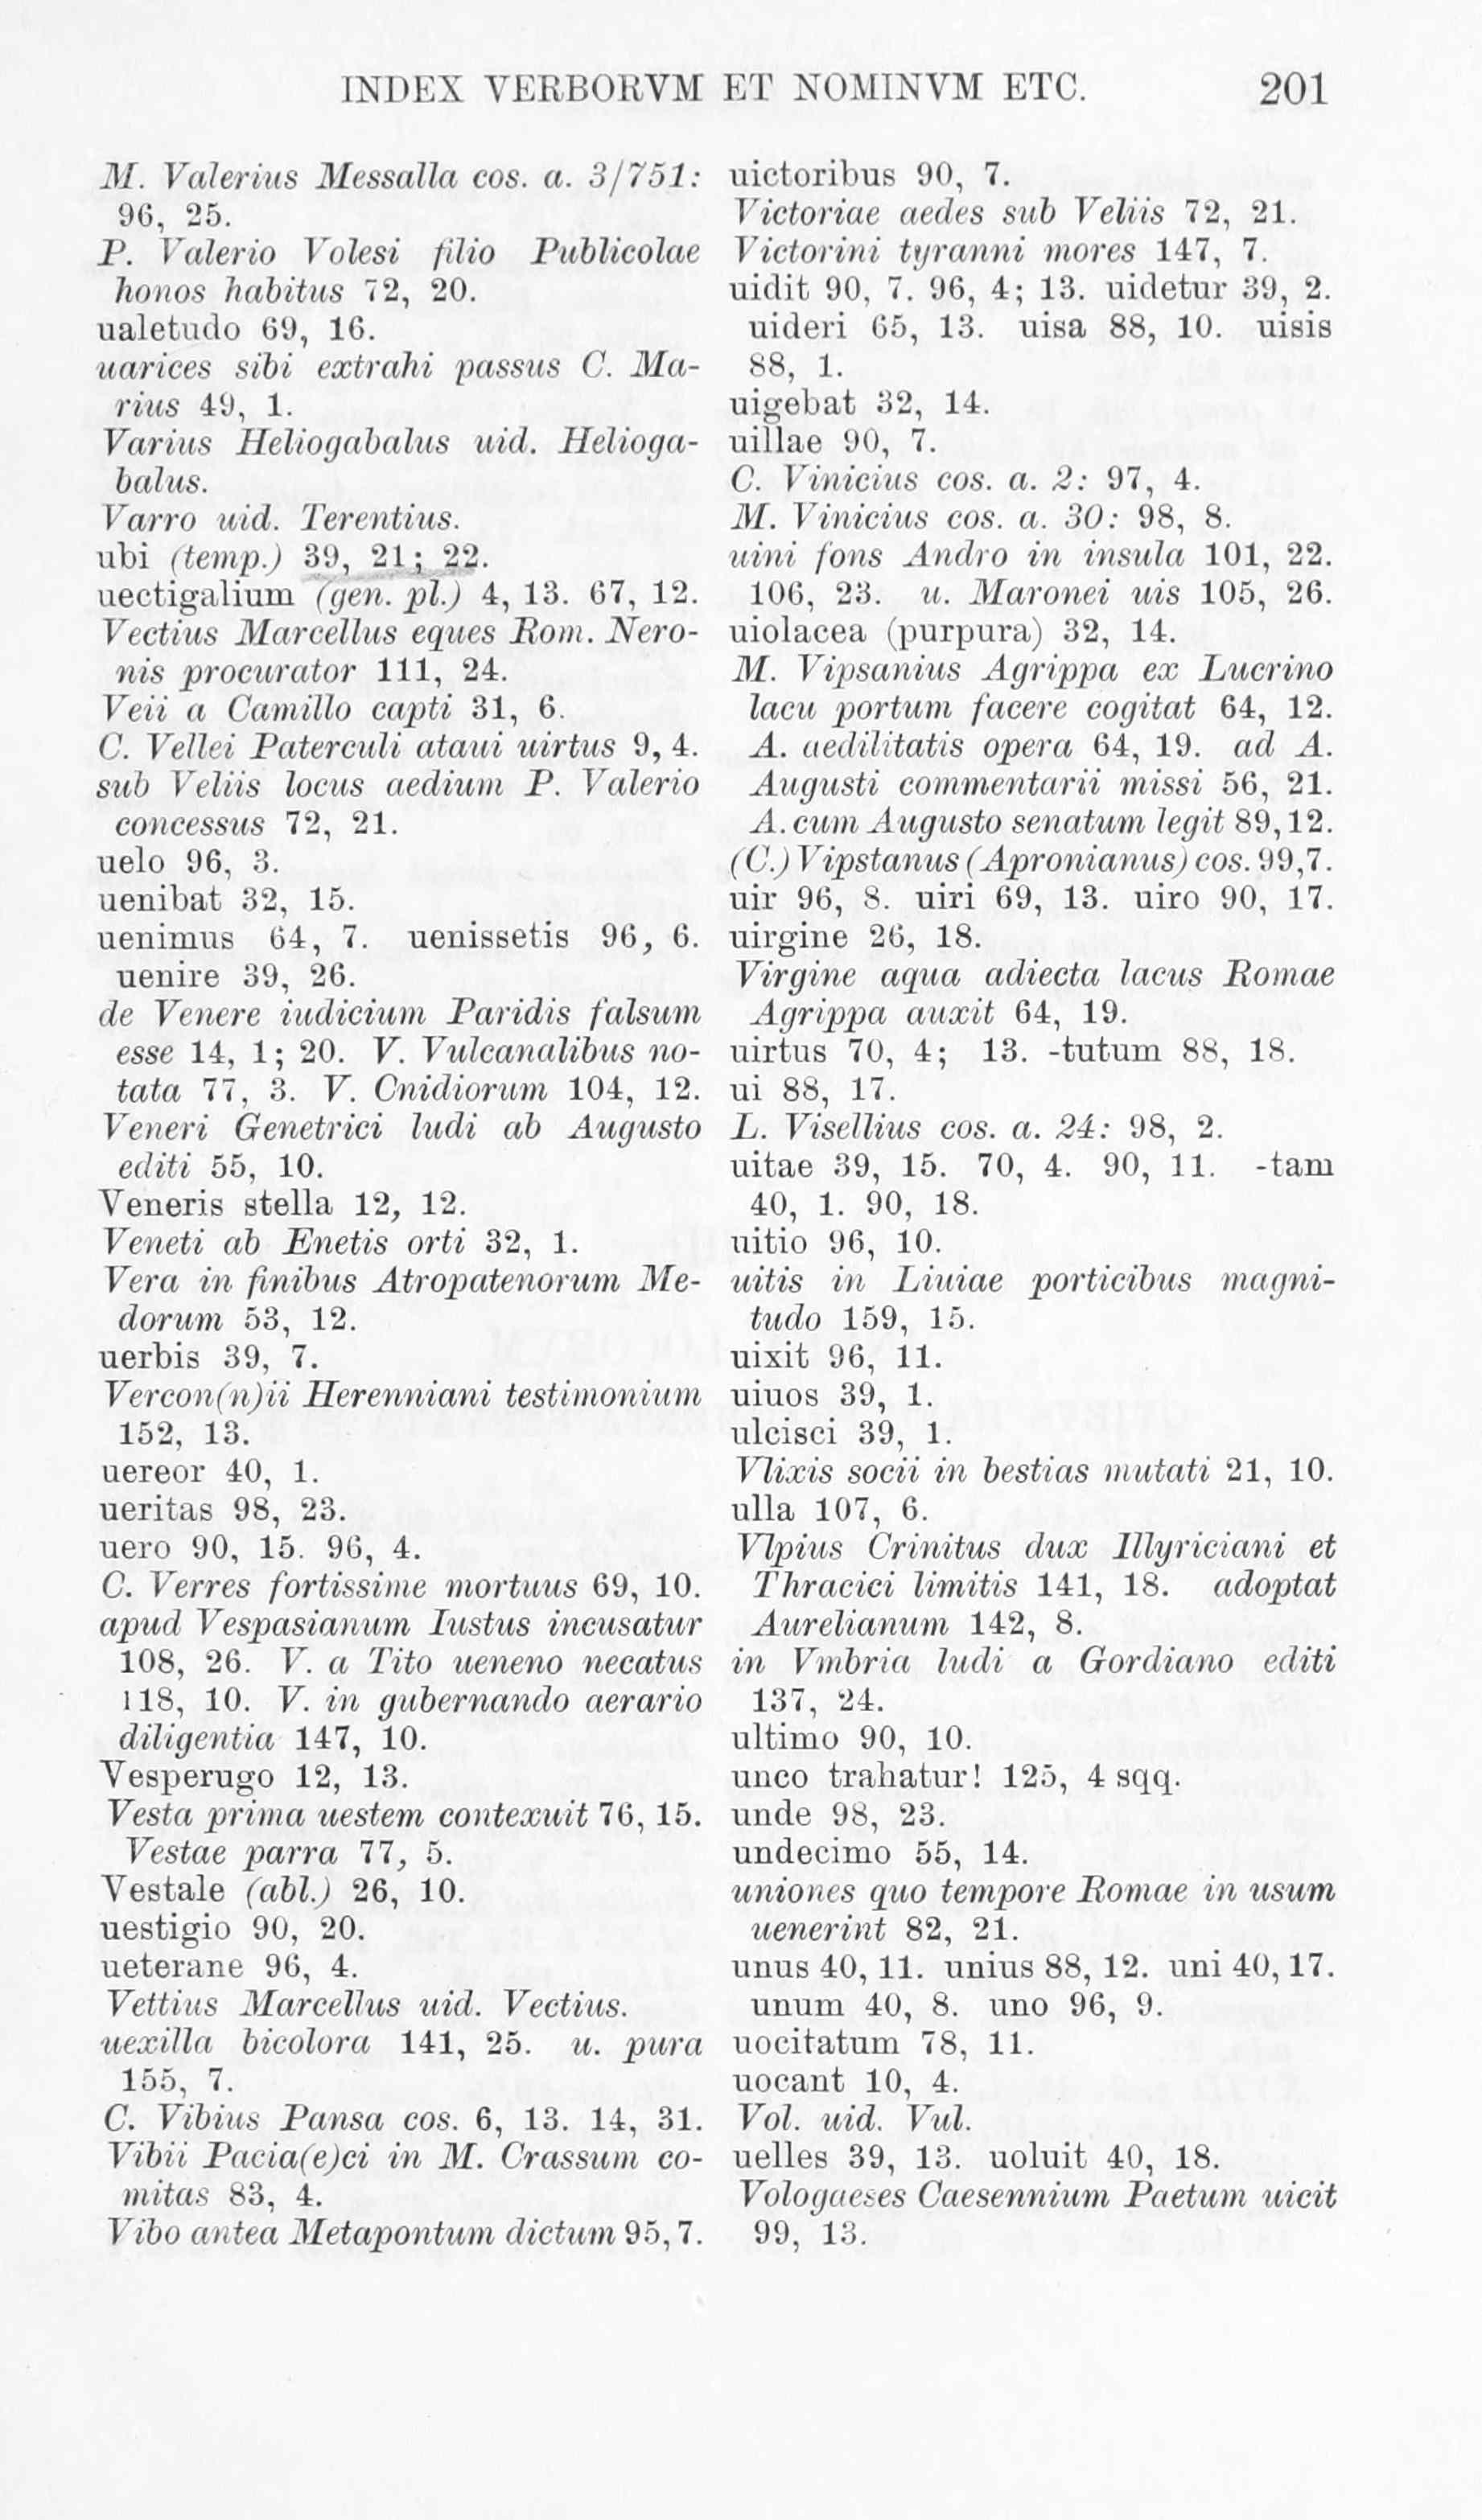 INDEX VERBORVM ET NOMINVM ETC. 201
M. Valerius Messalla cos. a. 3/751:
96, 25.
P. Valerio Volesi filio Publicolae
honos habitus 72, 20.
ualetudo 69, 16.
uarices sibi extrahi passus C. Ma-
rius 49, 1.
Varius Heliogabalus uid. Helioga-
balus.
Varro uid. Terentius.
ubi (temp.) 39, 21; 22.
uectigalium (gen. pl.) 4, 13. 67, 12.
Vectius Marcellus eques Rom. Nero-
nis procurator 111, 24.
Veii a Camillo capti 31, 6.
C. Vellei Paterculi ataui uirtus 9, 4.
sub Veliis locus aedium P. Valerio
concessus 72, 21.
uelo 96, 3.
uenibat 32, 15.
uenimus 64, 7. uenissetis 96, 6.
uenire 39, 26.
de Venere iudicium Paridis falsum
esse 14, 1; 20. V. Vulcanalibus no-
tata 77, 3. V. Cnidiorum 104, 12.
Veneri Genetrici ludi ab Augusto
editi 55, 10.
Veneris stella 12, 12.
Veneti ab Enetis orti 32, 1.
Vera in finibus Atropatenorum Me-
dorum 53, 12.
uerbis 39, 7.
Vercon(n)ii Herenniani testimonium
152, 13.
uereor 40, 1.
ueritas 98, 23.
uero 90, 15. 96, 4.
C. Verres fortissime mortuus 69, 10.
apud Vespasianum Iustus incusatur
108, 26. V. a Tito ueneno necatus
118, 10. V. in gubernando aerario
diligentia 147, 10.
Vesperugo 12, 13.
Vesta prima uestem contexuit 76, 15.
Vestae parra 77, 5.
Vestale (abl.) 26, 10.
uestigio 90, 20.
ueterane 96, 4.
Vettius Marcellus uid. Vectius.
uexilla bicolora 141, 25. u. pura
155, 7.
C. Vibius Pansa cos. 6, 13. 14, 31.
Vibii Pacia(e)ci in M. Crassum co-
mitas 83, 4.
Vibo antea Metapontum dictum 95, 7.
uictoribus 90, 7.
Victoriae aedes sub Veliis 72, 21.
Victorini tyranni mores 147, 7.
uidit 90, 7. 96, 4; 13. uidetur 39, 2.
uideri 65, 13. uisa 88, 10. uisis
88, 1.
uigebat 32, 14.
uillae 90, 7.
C. Vinicius cos. a. 2: 97, 4.
M. Vinicius cos. a. 30: 98, 8.
uini fons Andro in insula 101, 22.
106, 23. u. Maronei uis 105, 26.
uiolacea (purpura) 32, 14.
M. Vipsanius Agrippa ex Lucrino
lacu portum facere cogitat 64, 12.
A. aedilitatis opera 64, 19. ad A.
Augusti commentarii missi 56, 21.
A. cum Augusto senatum legit 89, 12.
(C.) Vipstanus (Apronianus) cos. 99, 7.
uir 96, 8. uiri 69, 13. uiro 90, 17.
uirgine 26, 18.
Virgine aqua adiecta lacus Romae
Agrippa auxit 64, 19.
uirtus 70, 4; 13. -tutum 88, 18.
ui 88, 17.
L. Visellius cos. a. 24: 98, 2.
uitae 39, 15. 70, 4. 90, 11. -tam
40, 1. 90, 18.
uitio 96, 10.
uitis in Liuiae porticibus magni-
tudo 159, 15.
uixit 96, 11.
uiuos 39, 1.
ulcisci 39, 1.
Vlixis socii in bestias mutati 21, 10.
ulla 107, 6.
Vlpius Crinitus dux Illyriciani et
Thracici limitis 141, 18. adoptat
Aurelianum 142, 8.
in Vmbria ludi a Gordiano editi
137, 24.
ultimo 90, 10.
unco trahatur! 125, 4 sqq.
unde 98, 23.
undecimo 55, 14.
uniones quo tempore Romae in usum
uenerint 82, 21.
unus 40, 11. unius 88, 12. uni 40, 17.
unum 40, 8. uno 96, 9.
uocitatum 78, 11.
uocant 10, 4.
Vol. uid. Vul.
uelles 39, 13. uoluit 40, 18.
Vologaeses Caesennium Paetum uicit
99, 13.